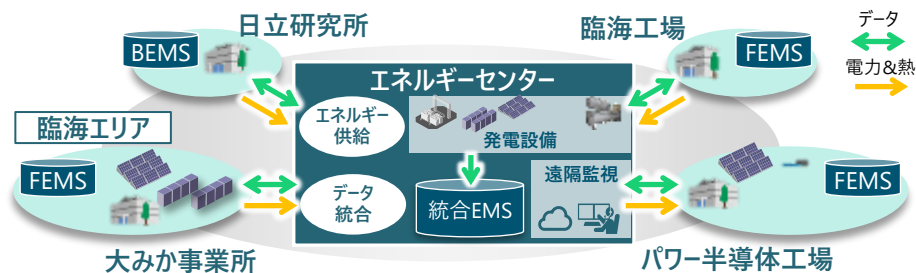 日立研究所
臨海工場
データ
BEMS
FEMS
電力&熱
エネルギーセンター
エネルギー
供給
発電設備
臨海エリア
FEMS
データ
統合
統合EMS
遠隔監視
FEMS
大みか事業所
パワー半導体工場